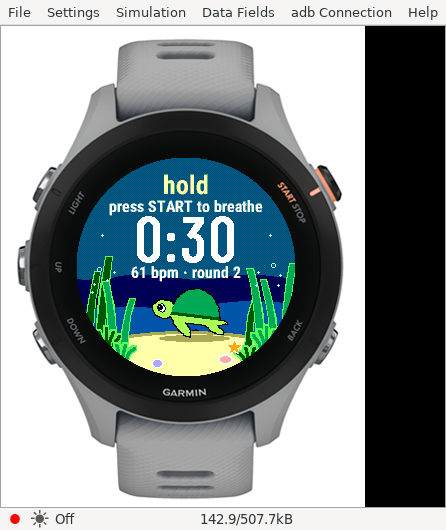 File Settings Simulation Data Fields adb Connection Help
hold
press START to breathe
0:30
61 bpm · round 2
LIGHT
START STOP
UP
DOWN
BACK
GARMIN
Off 142.9/507.7kB